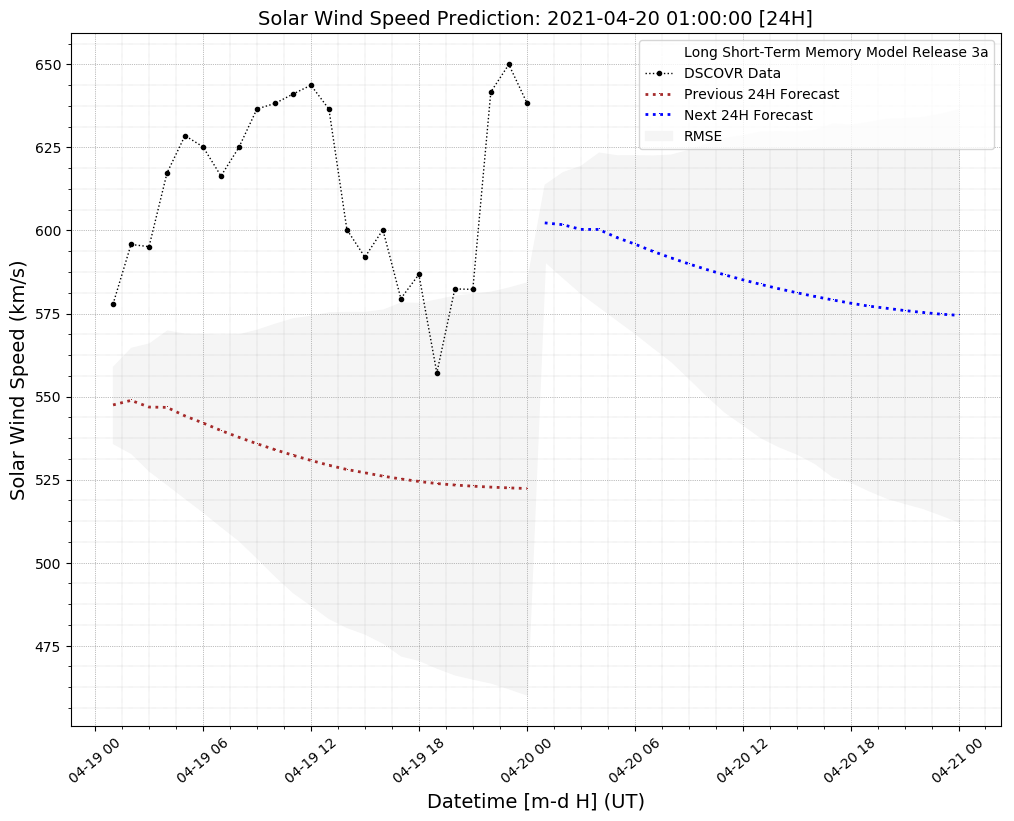 Solar Wind Speed Prediction: 2021-04-20 01:00:00 [24H]
Long Short-Term Memory Model Release 3a
DSCOVR Data
Previous 24H Forecast
Next 24H Forecast
RMSE
Solar Wind Speed (km/s)
650
625
600
575
550
525
500
475
04-19 00
04-19 06
04-19 12
04-19 18
04-20 00
04-20 06
04-20 12
04-20 18
04-21 00
Datetime [m-d H] (UT)